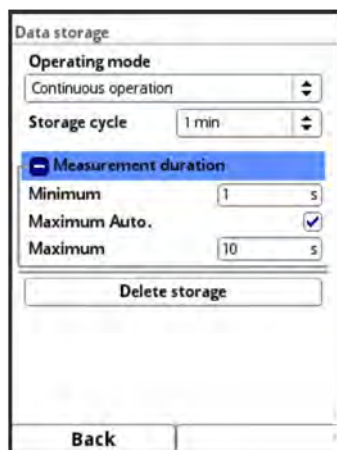 Data storage
Operating mode
Continuous operation
Storage cycle 1 min
Measurement duration
Minimum 1 s
Maximum Auto.
Maximum 10 s
Delete storage
Back